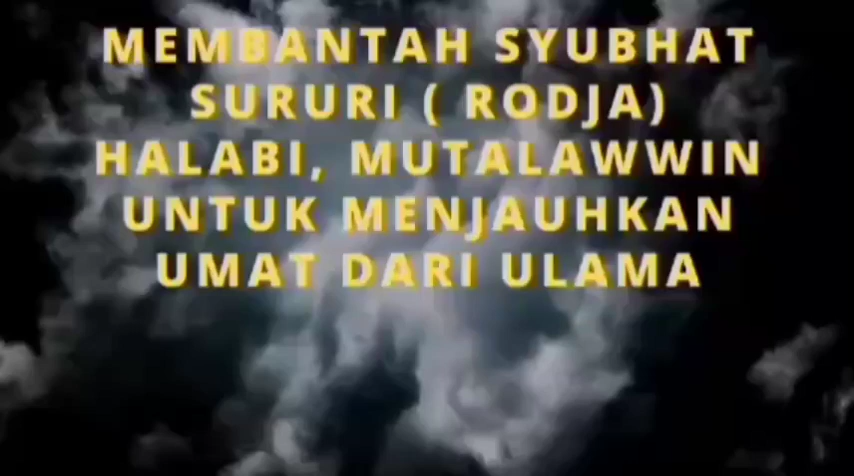 MEMBANTAH SYUBHAT
SURURI ( RODJA)
HALABI, MUTALAWWIN
UNTUK MENJAUHKAN
UMAT DARI ULAMA